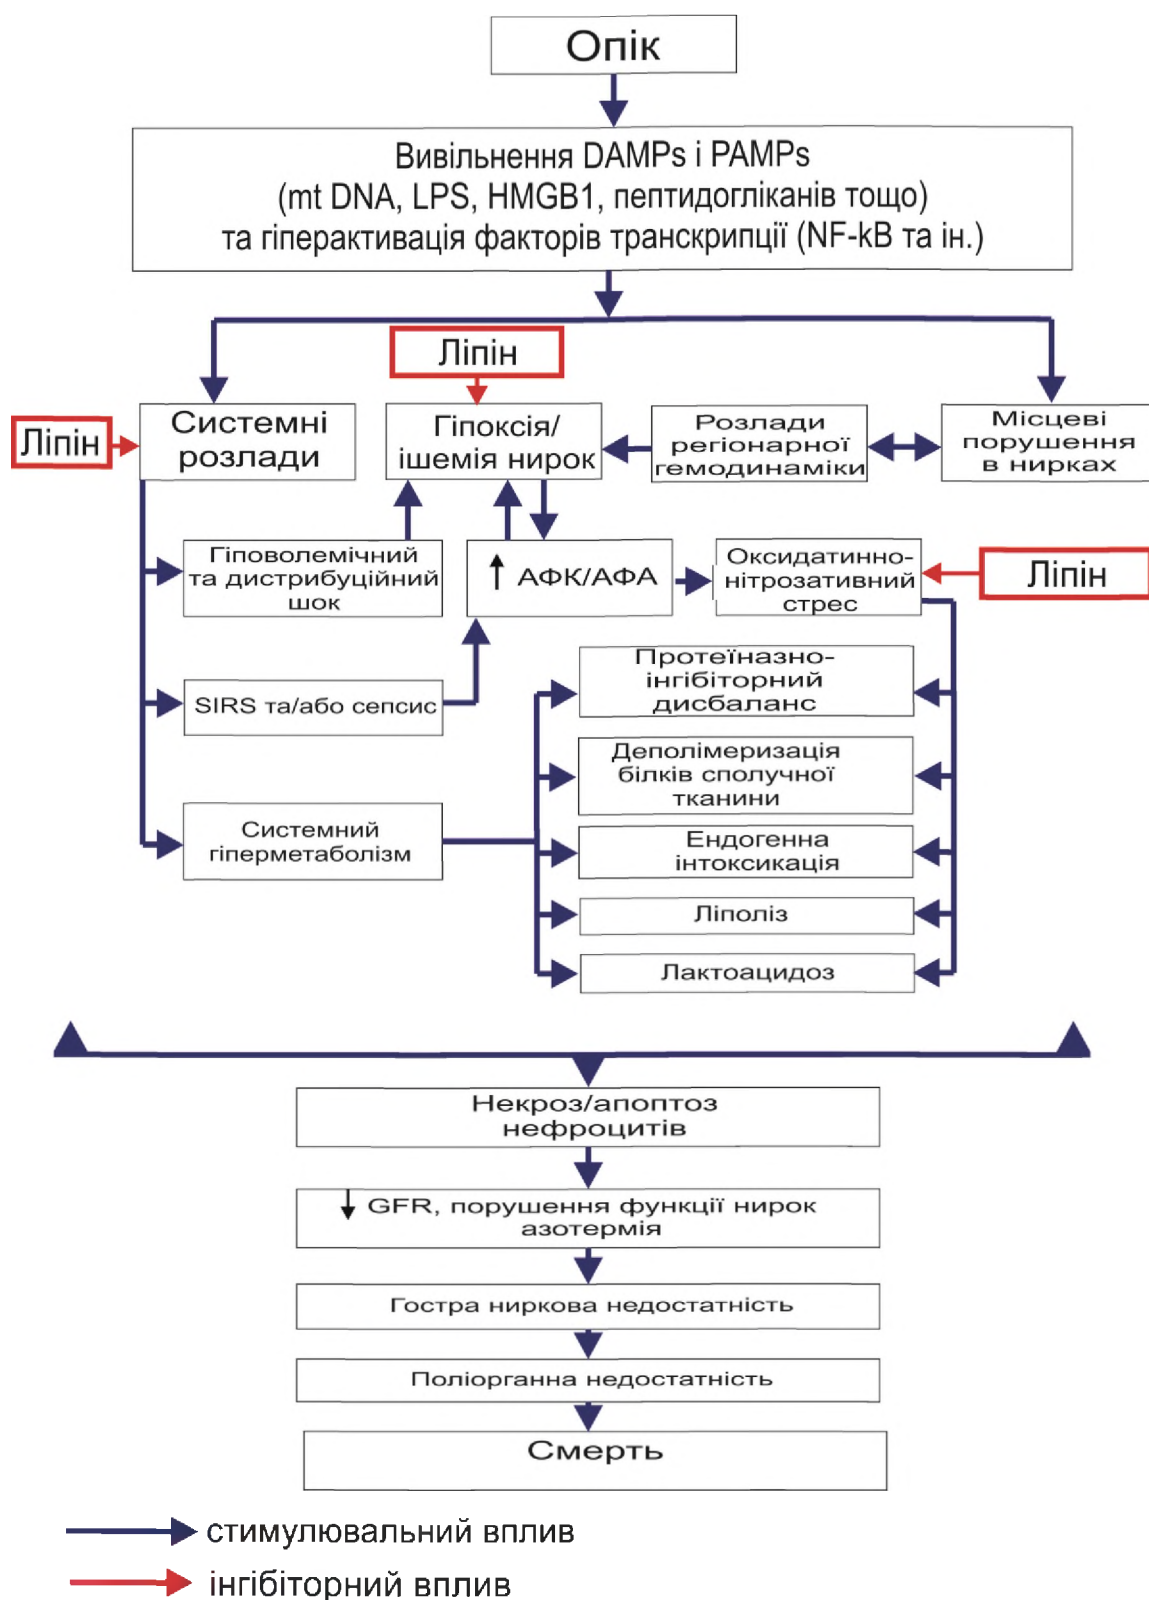 Опік
Вивільнення DAMPs і PAMPs
(mt DNA, LPS, HMGB1, пептидогліканів тощо)
та гіперактивація факторів транскрипції (NF-kB та ін.)
Ліпін
Ліпін
Системні
розлади
Гіпоксія/
ішемія нирок
Розлади
регіонарної
гемодинаміки
Місцеві
порушення
в нирках
Гіповолемічний
та дистрибуційний
шок
↑ АФК/АФА
Оксидатинно-
нітрозативний
стрес
Ліпін
SIRS та/або сепсис
Протеїназно-
інгібіторний
дисбаланс
Деполімеризація
білків сполучної
тканини
Системний
гіперметаболізм
Ендогенна
інтоксикація
Ліполіз
Лактоацидоз
Некроз/апоптоз
нефроцитів
↓ GFR, порушення функції нирок
азотермія
Гостра ниркова недостатність
Поліорганна недостатність
Смерть
стимулювальний вплив
інгібіторний вплив